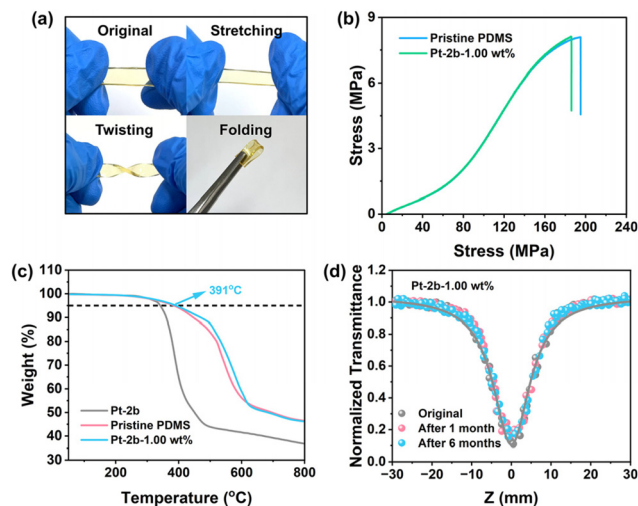 (a)
Original
Stretching
Twisting
Folding
(b)
Stress (MPa)
9
6
3
0
0 40 80 120 160 200 240
Stress (MPa)
Pristine PDMS
Pt-2b-1.00 wt%
(c)
Weight (%)
110
100
90
80
70
60
50
40
30
391°C
Pt-2b
Pristine PDMS
Pt-2b-1.00 wt%
200 400 600 800
Temperature (°C)
(d)
Normalized Transmittance
1.2
1.0
0.8
0.6
0.4
0.2
0.0
Pt-2b-1.00 wt%
Original
After 1 month
After 6 months
−30 −20 −10 0 10 20 30
Z (mm)